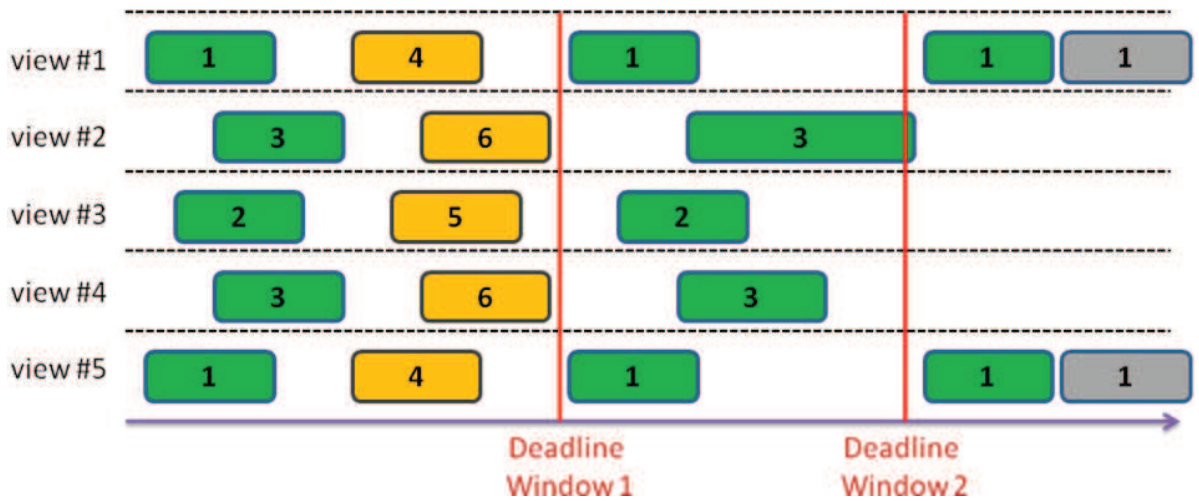 view #1 1 4 1 1 1
view #2 3 6 3
view #3 2 5 2
view #4 3 6 3
view #5 1 4 1 1 1
Deadline Deadline
Window 1 Window 2